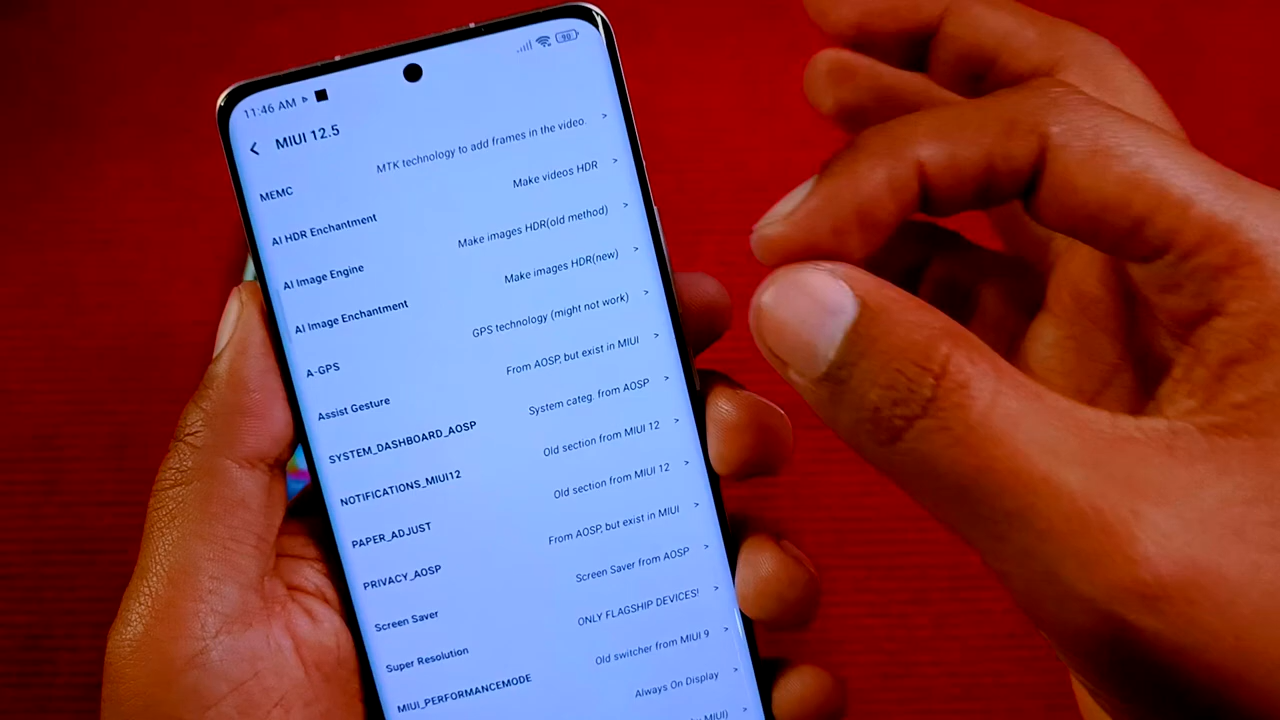 11:46 AM
90
MIUI 12.5
MEMC
MTK technology to add frames in the video. >
AI HDR Enchantment
Make videos HDR >
AI Image Engine
Make images HDR(old method) >
AI Image Enchantment
Make images HDR(new) >
A-GPS
GPS technology (might not work) >
Assist Gesture
From AOSP, but exist in MIUI >
SYSTEM_DASHBOARD_AOSP
System categ. from AOSP >
NOTIFICATIONS_MIUI12
Old section from MIUI 12 >
PAPER_ADJUST
Old section from MIUI 12 >
PRIVACY_AOSP
From AOSP, but exist in MIUI >
Screen Saver
Screen Saver from AOSP >
Super Resolution
ONLY FLAGSHIP DEVICES! >
MIUI_PERFORMANCEMODE
Old switcher from MIUI 9 >
Always On Display >
MIUI) >